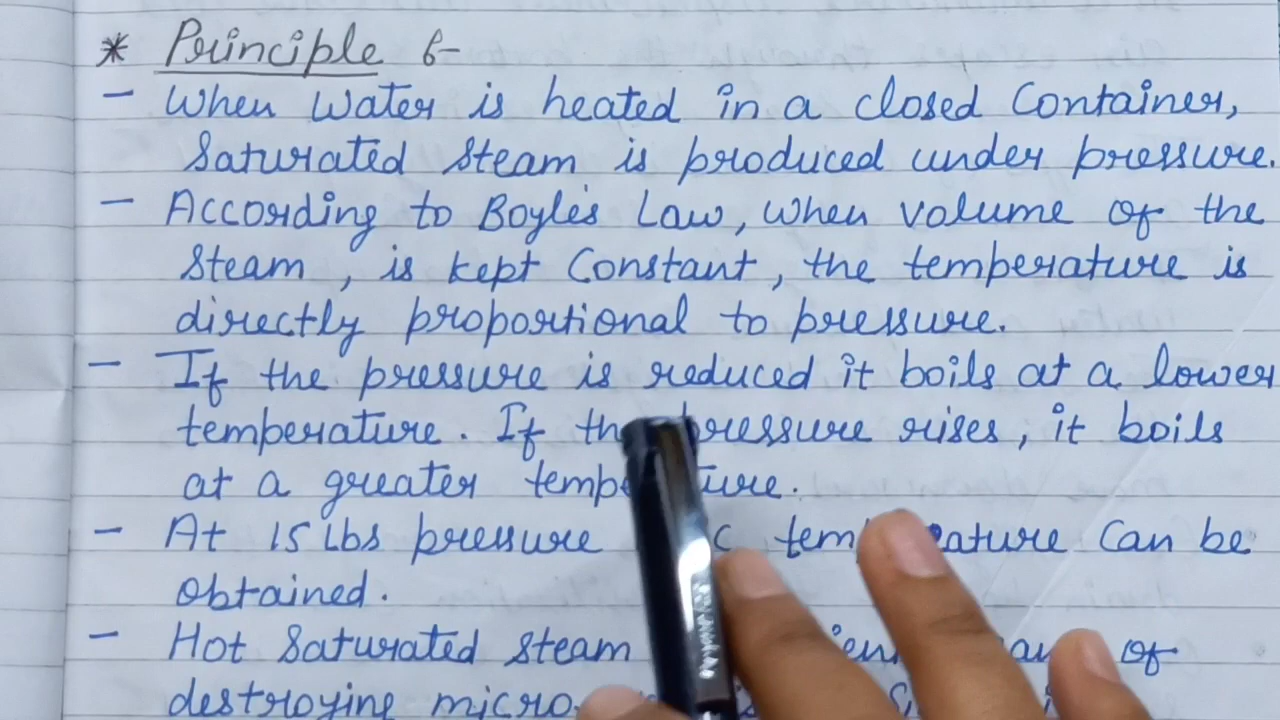 * Principle :-
- When Water is heated in a closed Container,
Saturated Steam is produced under pressure.
- According to Boyle's Law, when volume of the
Steam, is kept Constant, the temperature is
directly proportional to pressure.
- If the pressure is reduced it boils at a lower
temperature. If the pressure rises, it boils
at a greater temperature.
- At 15 lbs pressure temperature Can be
obtained.
- Hot Saturated Steam of
destroying micro